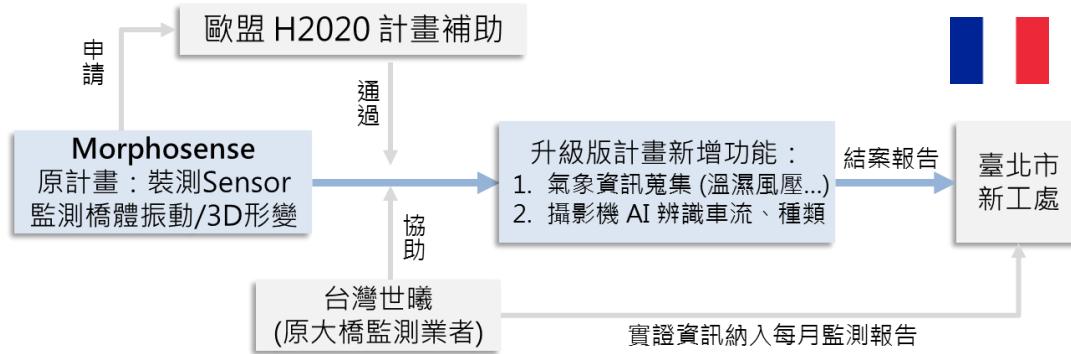 歐盟 H2020 計畫補助
申請
通過
Morphosense
原計畫：裝測Sensor
監測橋體振動/3D形變
升級版計畫新增功能：
1. 氣象資訊蒐集 (溫濕風壓...)
2. 攝影機 AI 辨識車流、種類
結案報告
臺北市
新工處
協助
台灣世曦
(原大橋監測業者)
實證資訊納入每月監測報告